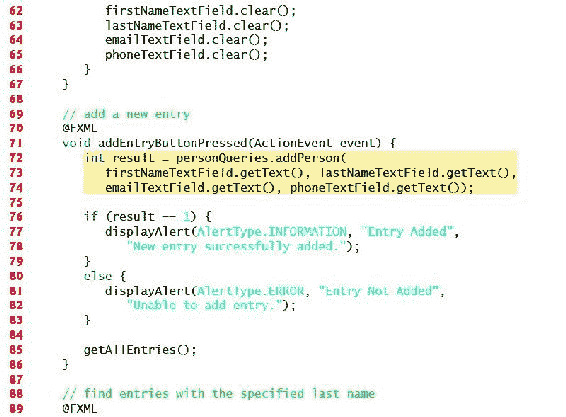 62 firstNameTextField.clear();
63 lastNameTextField.clear();
64 emailTextField.clear();
65 phoneTextField.clear();
66 }
67 }
68
69 // add a new entry
70 @FXML
71 void addEntryButtonPressed(ActionEvent event) {
72 int result = personQueries.addPerson(
73 firstNameTextField.getText(), lastNameTextField.getText(),
74 emailTextField.getText(), phoneTextField.getText());
75
76 if (result == 1) {
77 displayAlert(AlertType.INFORMATION, "Entry Added",
78 "New entry successfully added.");
79 }
80 else {
81 displayAlert(AlertType.ERROR, "Entry Not Added",
82 "Unable to add entry.");
83 }
84
85 getAllEntries();
86 }
87
88 // find entries with the specified last name
89 @FXML